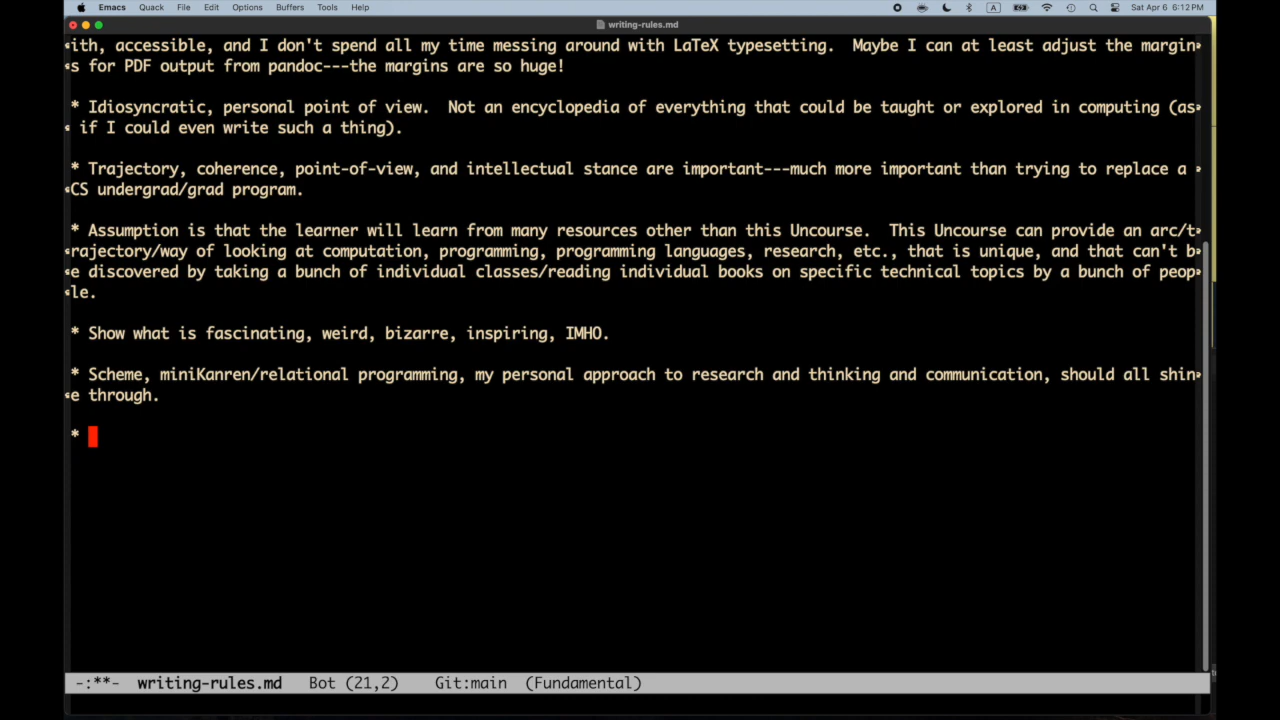 Emacs Quack File Edit Options Buffers Tools Help A Sat Apr 6 6:12 PM
writing-rules.md
ith, accessible, and I don't spend all my time messing around with LaTeX typesetting.  Maybe I can at least adjust the margin
s for PDF output from pandoc---the margins are so huge!
* Idiosyncratic, personal point of view.  Not an encyclopedia of everything that could be taught or explored in computing (as
if I could even write such a thing).
* Trajectory, coherence, point-of-view, and intellectual stance are important---much more important than trying to replace a
CS undergrad/grad program.
* Assumption is that the learner will learn from many resources other than this Uncourse.  This Uncourse can provide an arc/t
rajectory/way of looking at computation, programming, programming languages, research, etc., that is unique, and that can't b
e discovered by taking a bunch of individual classes/reading individual books on specific technical topics by a bunch of peop
le.
* Show what is fascinating, weird, bizarre, inspiring, IMHO.
* Scheme, miniKanren/relational programming, my personal approach to research and thinking and communication, should all shin
e through.
*
-:**-  writing-rules.md   Bot (21,2)    Git:main  (Fundamental)